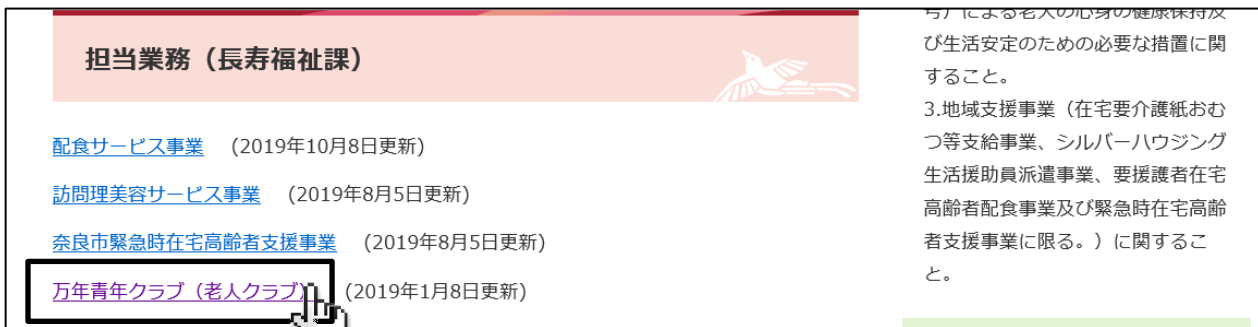 担当業務（長寿福祉課）
配食サービス事業 (2019年10月8日更新)
訪問理美容サービス事業 (2019年8月5日更新)
奈良市緊急時在宅高齢者支援事業 (2019年8月5日更新)
万年青年クラブ（老人クラブ） (2019年1月8日更新)
号）による老人の心身の健康保持及
び生活安定のための必要な措置に関
すること。
3.地域支援事業（在宅要介護紙おむ
つ等支給事業、シルバーハウジング
生活援助員派遣事業、要援護者在宅
高齢者配食事業及び緊急時在宅高齢
者支援事業に限る。）に関するこ
と。